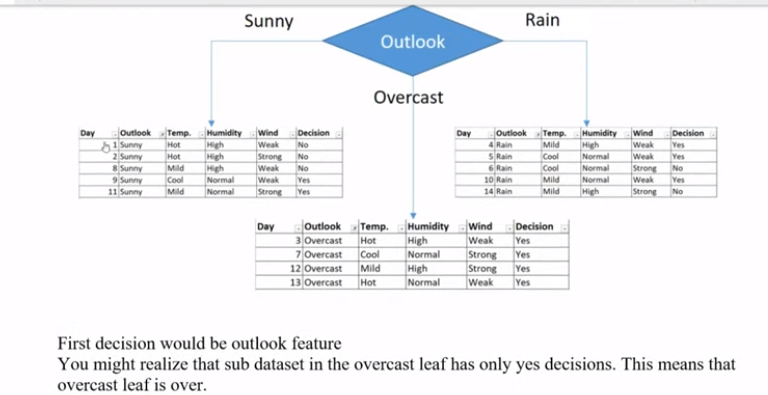 Sunny
Rain
Outlook
Overcast
Day Outlook Temp. Humidity Wind Decision
1 Sunny Hot High Weak No
2 Sunny Hot High Strong No
8 Sunny Mild High Weak No
9 Sunny Cool Normal Weak Yes
11 Sunny Mild Normal Strong Yes
Day Outlook Temp. Humidity Wind Decision
4 Rain Mild High Weak Yes
5 Rain Cool Normal Weak Yes
6 Rain Cool Normal Strong No
10 Rain Mild Normal Weak Yes
14 Rain Mild High Strong No
Day Outlook Temp. Humidity Wind Decision
3 Overcast Hot High Weak Yes
7 Overcast Cool Normal Strong Yes
12 Overcast Mild High Strong Yes
13 Overcast Hot Normal Weak Yes
First decision would be outlook feature
You might realize that sub dataset in the overcast leaf has only yes decisions. This means that
overcast leaf is over.